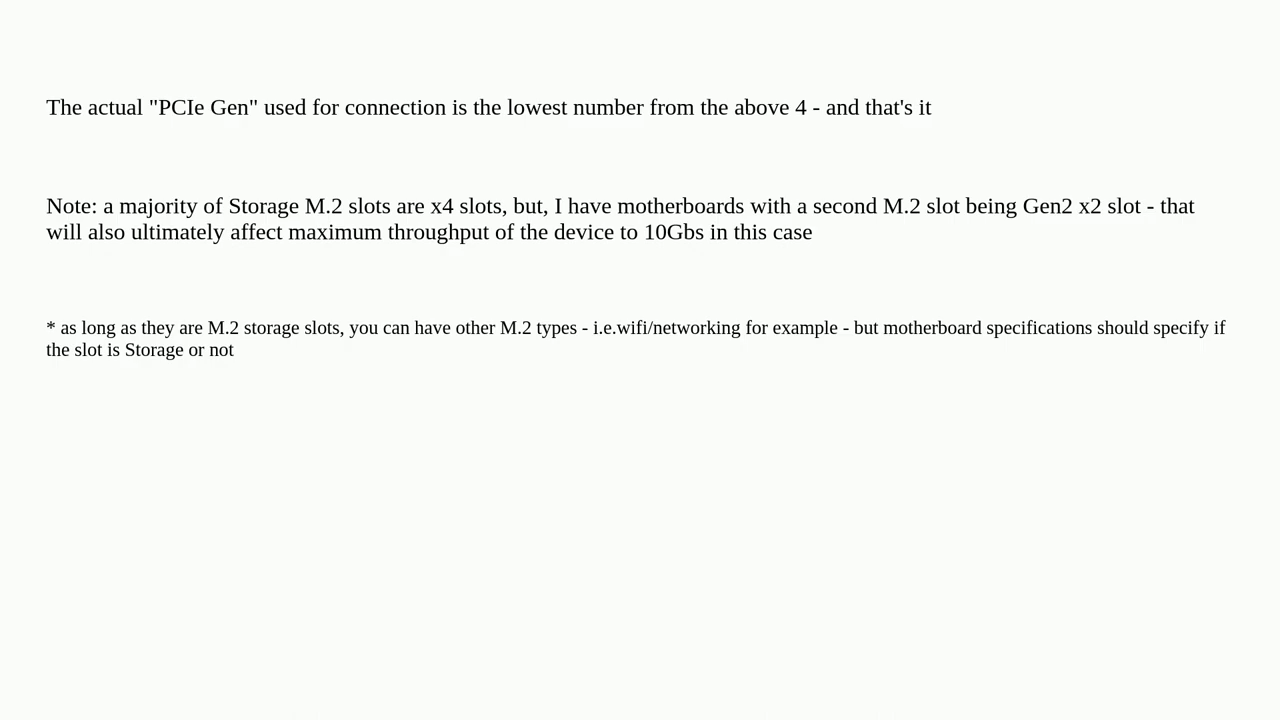 The actual "PCIe Gen" used for connection is the lowest number from the above 4 - and that's it
Note: a majority of Storage M.2 slots are x4 slots, but, I have motherboards with a second M.2 slot being Gen2 x2 slot - that
will also ultimately affect maximum throughput of the device to 10Gbs in this case
* as long as they are M.2 storage slots, you can have other M.2 types - i.e.wifi/networking for example - but motherboard specifications should specify if
the slot is Storage or not